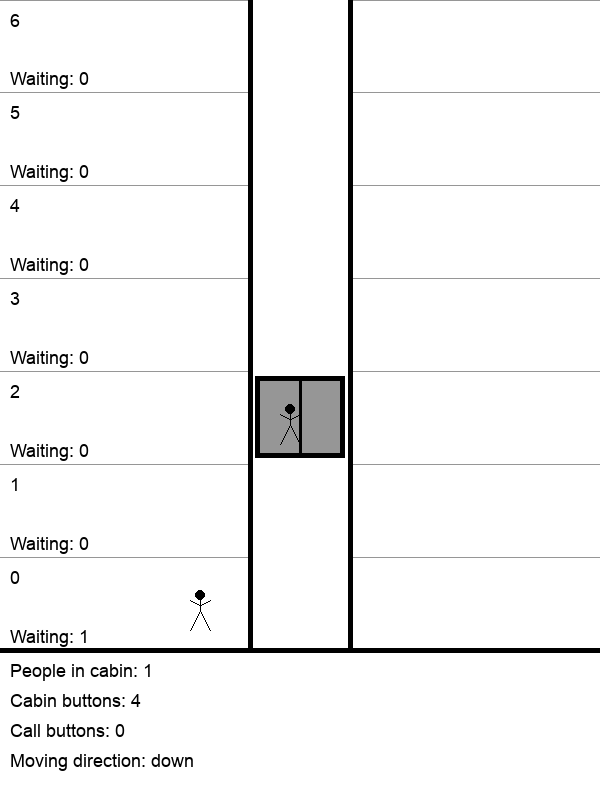 6
Waiting: 0
5
Waiting: 0
4
Waiting: 0
3
Waiting: 0
2
Waiting: 0
1
Waiting: 0
0
Waiting: 1
People in cabin: 1
Cabin buttons: 4
Call buttons: 0
Moving direction: down